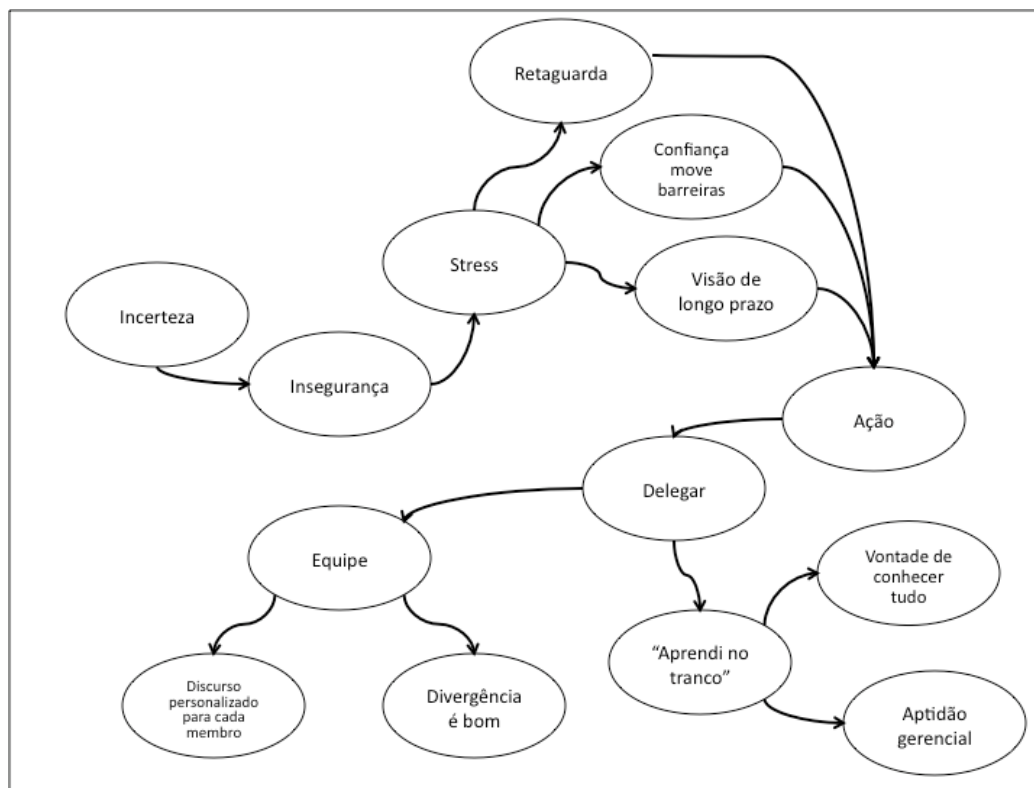 Retaguarda
Confiança
move
barreiras
Stress
Visão de
longo prazo
Incerteza
Insegurança
Ação
Delegar
Equipe
Vontade de
conhecer
tudo
“Aprendi no
tranco”
Discurso
personalizado
para cada
membro
Divergência
é bom
Aptidão
gerencial